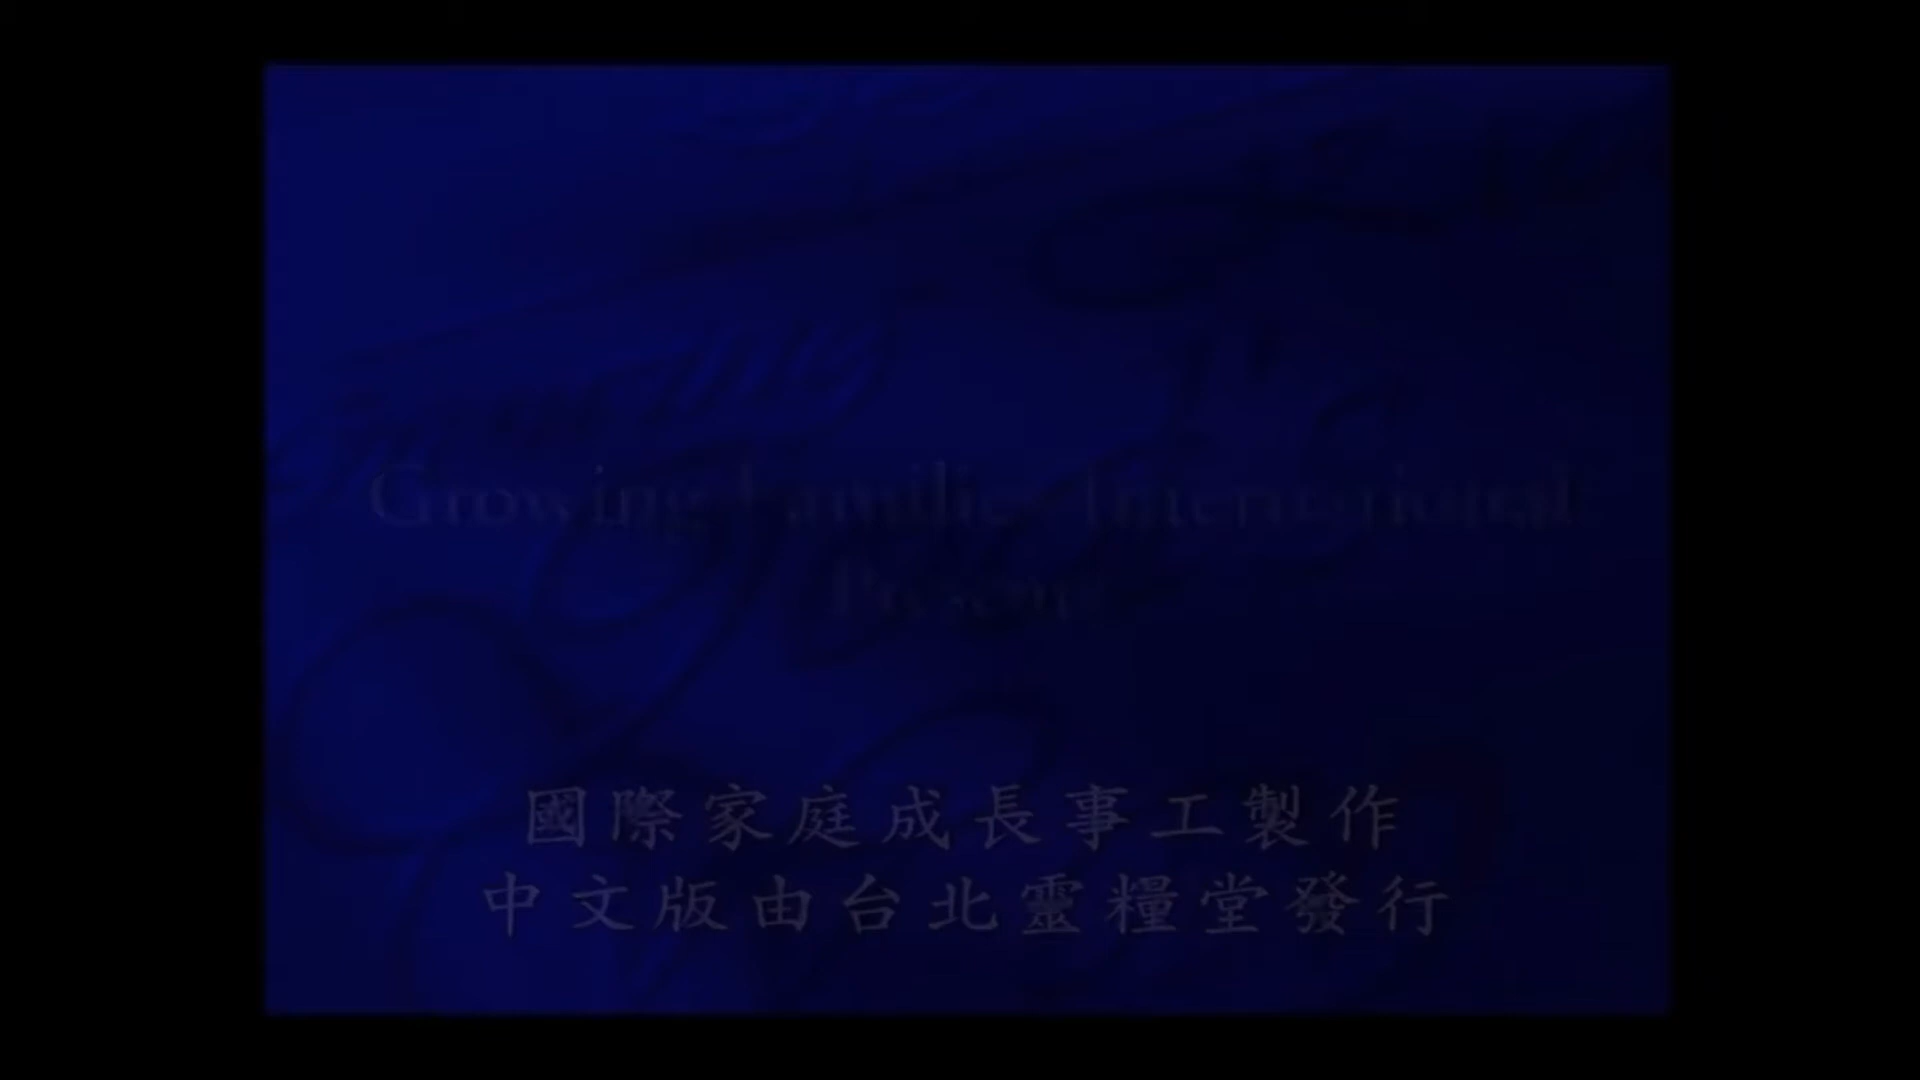 Growing Families International
Present
國際家庭成長事工製作
中文版由台北靈糧堂發行